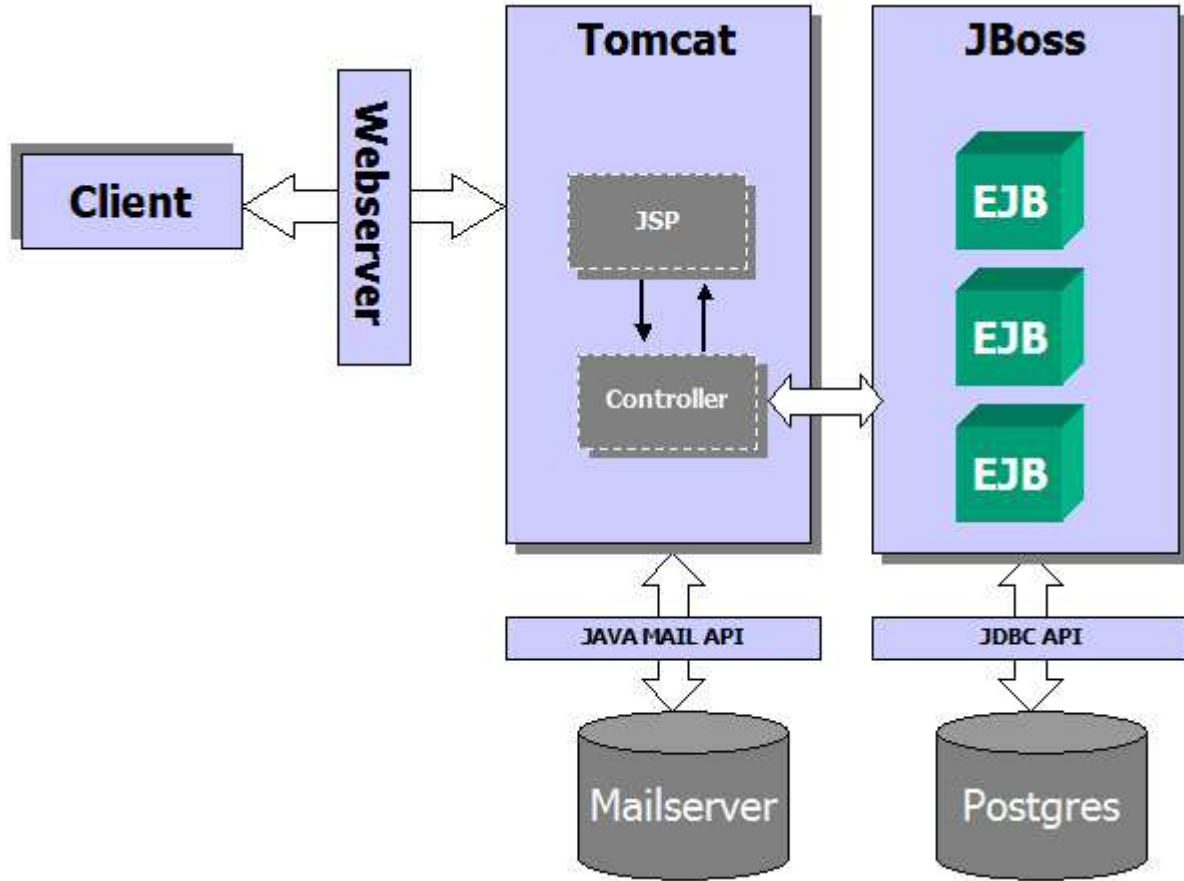 Tomcat
JBoss
Webserver
Client
JSP
Controller
EJB
EJB
EJB
JAVA MAIL API
JDBC API
Mailserver
Postgres